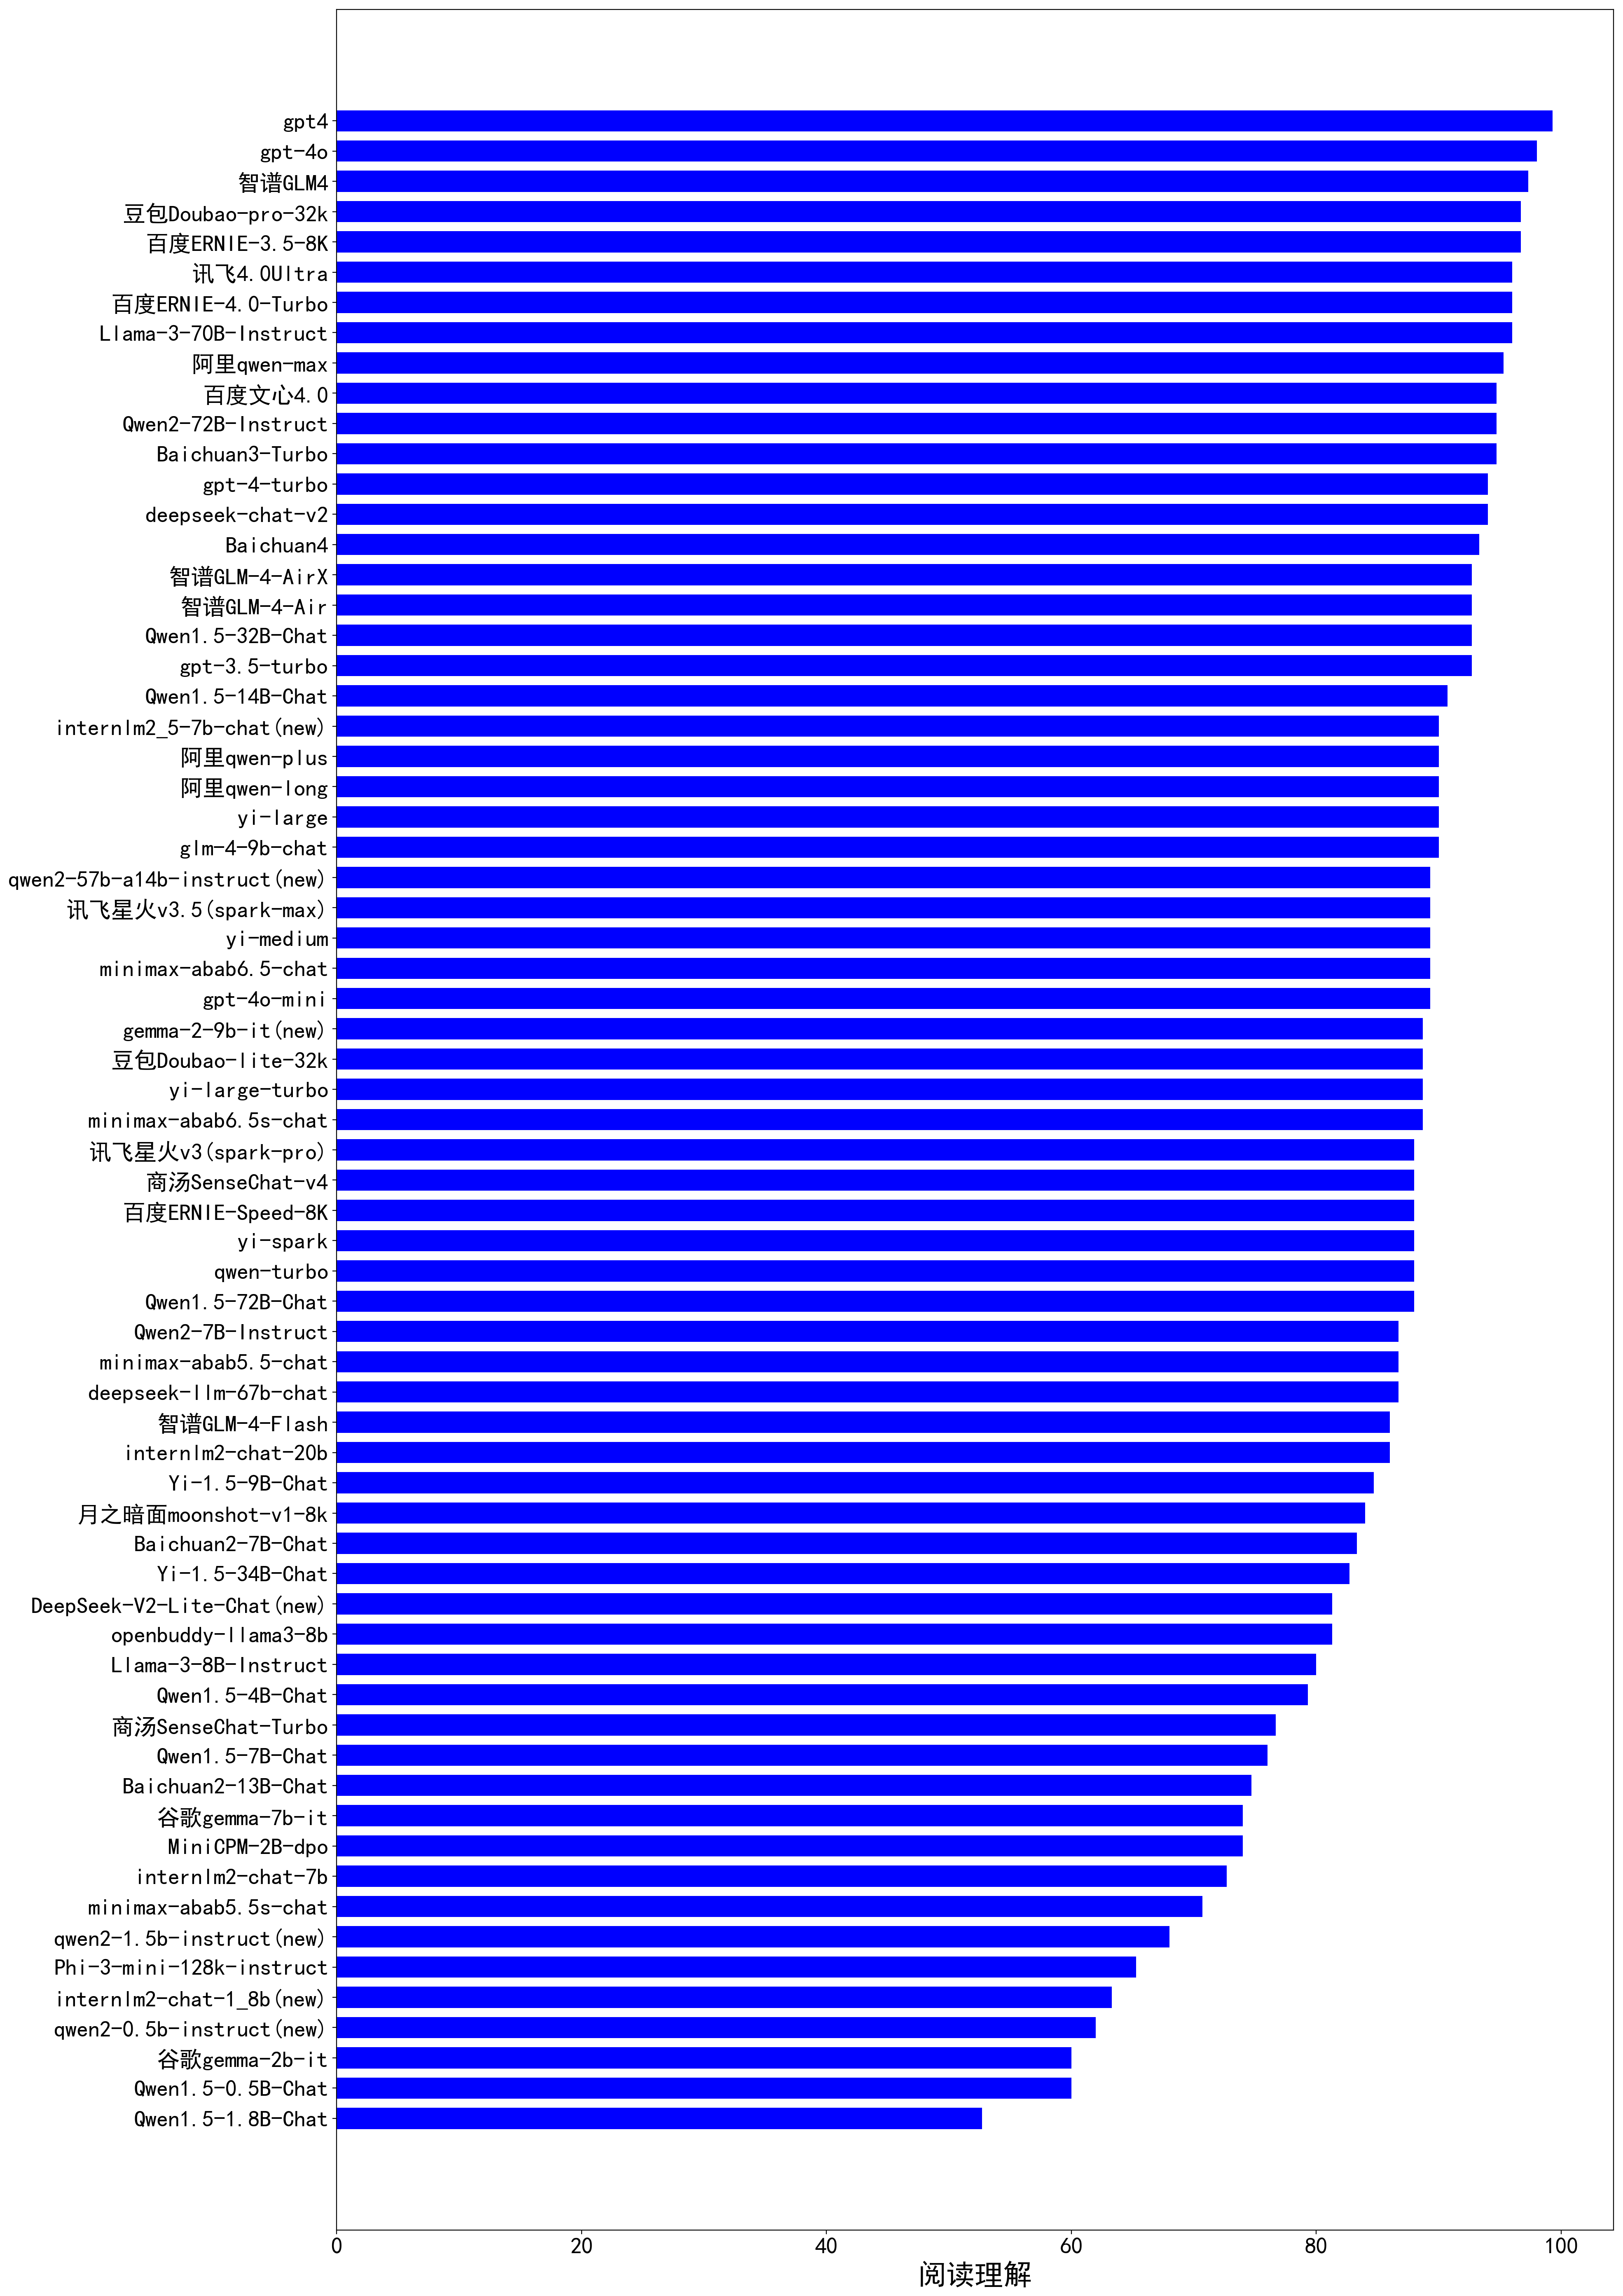 gpt4
gpt-4o
智谱GLM4
豆包Doubao-pro-32k
百度ERNIE-3.5-8K
讯飞4.0Ultra
百度ERNIE-4.0-Turbo
Llama-3-70B-Instruct
阿里qwen-max
百度文心4.0
Qwen2-72B-Instruct
Baichuan3-Turbo
gpt-4-turbo
deepseek-chat-v2
Baichuan4
智谱GLM-4-AirX
智谱GLM-4-Air
Qwen1.5-32B-Chat
gpt-3.5-turbo
Qwen1.5-14B-Chat
internlm2_5-7b-chat(new)
阿里qwen-plus
阿里qwen-long
yi-large
glm-4-9b-chat
qwen2-57b-a14b-instruct(new)
讯飞星火v3.5(spark-max)
yi-medium
minimax-abab6.5-chat
gpt-4o-mini
gemma-2-9b-it(new)
豆包Doubao-lite-32k
yi-large-turbo
minimax-abab6.5s-chat
讯飞星火v3(spark-pro)
商汤SenseChat-v4
百度ERNIE-Speed-8K
yi-spark
qwen-turbo
Qwen1.5-72B-Chat
Qwen2-7B-Instruct
minimax-abab5.5-chat
deepseek-llm-67b-chat
智谱GLM-4-Flash
internlm2-chat-20b
Yi-1.5-9B-Chat
月之暗面moonshot-v1-8k
Baichuan2-7B-Chat
Yi-1.5-34B-Chat
DeepSeek-V2-Lite-Chat(new)
openbuddy-llama3-8b
Llama-3-8B-Instruct
Qwen1.5-4B-Chat
商汤SenseChat-Turbo
Qwen1.5-7B-Chat
Baichuan2-13B-Chat
谷歌gemma-7b-it
MiniCPM-2B-dpo
internlm2-chat-7b
minimax-abab5.5s-chat
qwen2-1.5b-instruct(new)
Phi-3-mini-128k-instruct
internlm2-chat-1_8b(new)
qwen2-0.5b-instruct(new)
谷歌gemma-2b-it
Qwen1.5-0.5B-Chat
Qwen1.5-1.8B-Chat
0 20 40 60 80 100
阅读理解